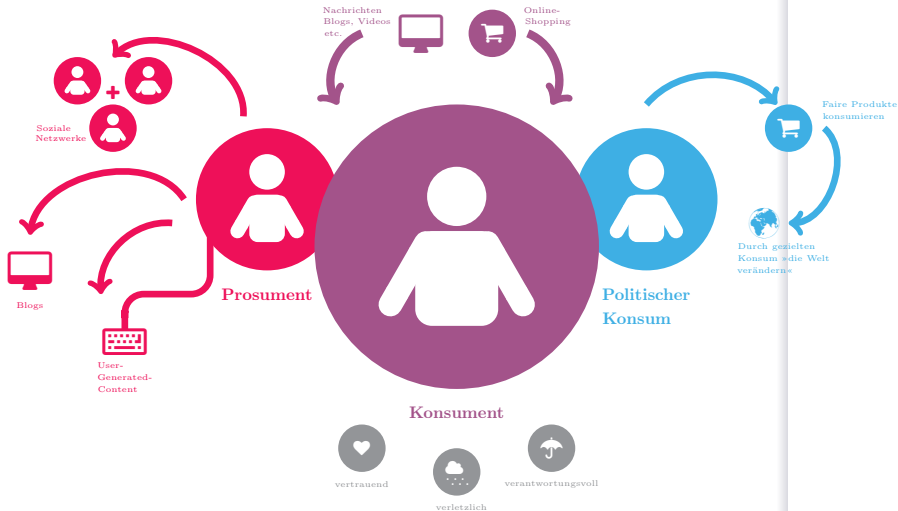 Nachrichten
Blogs, Videos
etc.
Online-
Shopping
Soziale
Netzwerke
Faire Produkte
konsumieren
Durch gezielten
Konsum »die Welt
verändern«
Blogs
User-
Generated-
Content
Prosument
Politischer
Konsum
Konsument
vertrauend
verletzlich
verantwortungsvoll